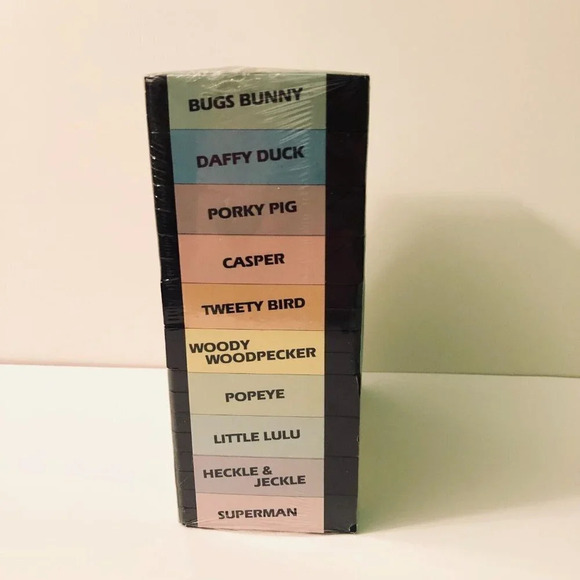 BUGS BUNNY
DAFFY DUCK
PORKY PIG
CASPER
TWEETY BIRD
WOODY
WOODPECKER
POPEYE
LITTLE LULU
HECKLE &
JECKLE
SUPERMAN